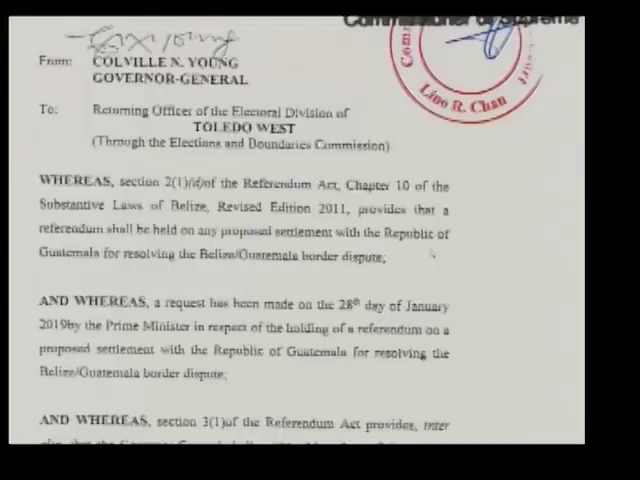 Commissioner of Supreme
From: COLVILLE N. YOUNG
GOVERNOR-GENERAL
Lino R. Chan
To: Returning Officer of the Electoral Division of
TOLEDO WEST
(Through the Elections and Boundaries Commission)
WHEREAS, section 2(1)(d)of the Referendum Act, Chapter 10 of the
Substantive Laws of Belize, Revised Edition 2011, provides that a
referendum shall be held on any proposed settlement with the Republic of
Guatemala for resolving the Belize/Guatemala border dispute;
AND WHEREAS, a request has been made on the 28th day of January
2019by the Prime Minister in respect of the holding of a referendum on a
proposed settlement with the Republic of Guatemala for resolving the
Belize/Guatemala border dispute;
AND WHEREAS, section 3(1)of the Referendum Act provides, inter